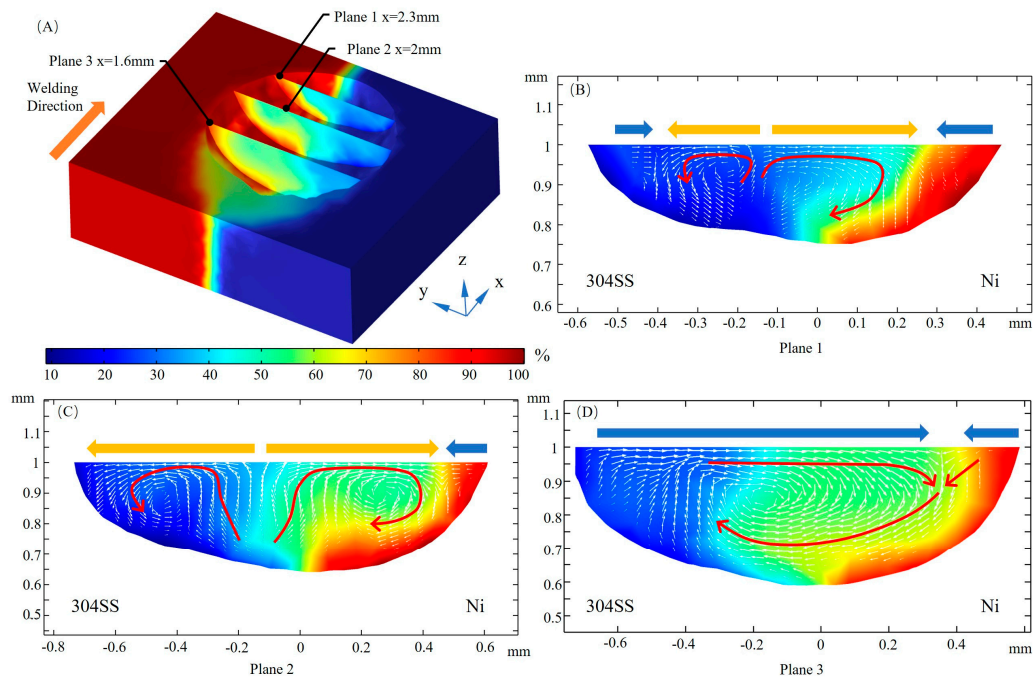 (A)
Plane 1 x=2.3mm
Plane 2 x=2mm
Plane 3 x=1.6mm
Welding
Direction
z
y
x
%
10 20 30 40 50 60 70 80 90 100
mm
(B)
1.1
1
0.9
0.8
0.7
0.6
304SS
Ni
-0.6 -0.5 -0.4 -0.3 -0.2 -0.1 0 0.1 0.2 0.3 0.4 0.5
mm
Plane 1
mm
(C)
1.1
1
0.9
0.8
0.7
0.6
0.5
304SS
Ni
-0.8 -0.6 -0.4 -0.2 0 0.2 0.4 0.6
mm
Plane 2
mm
(D)
1.1
1
0.9
0.8
0.7
0.6
0.5
304SS
Ni
-0.6 -0.4 -0.2 0 0.2 0.4
mm
Plane 3